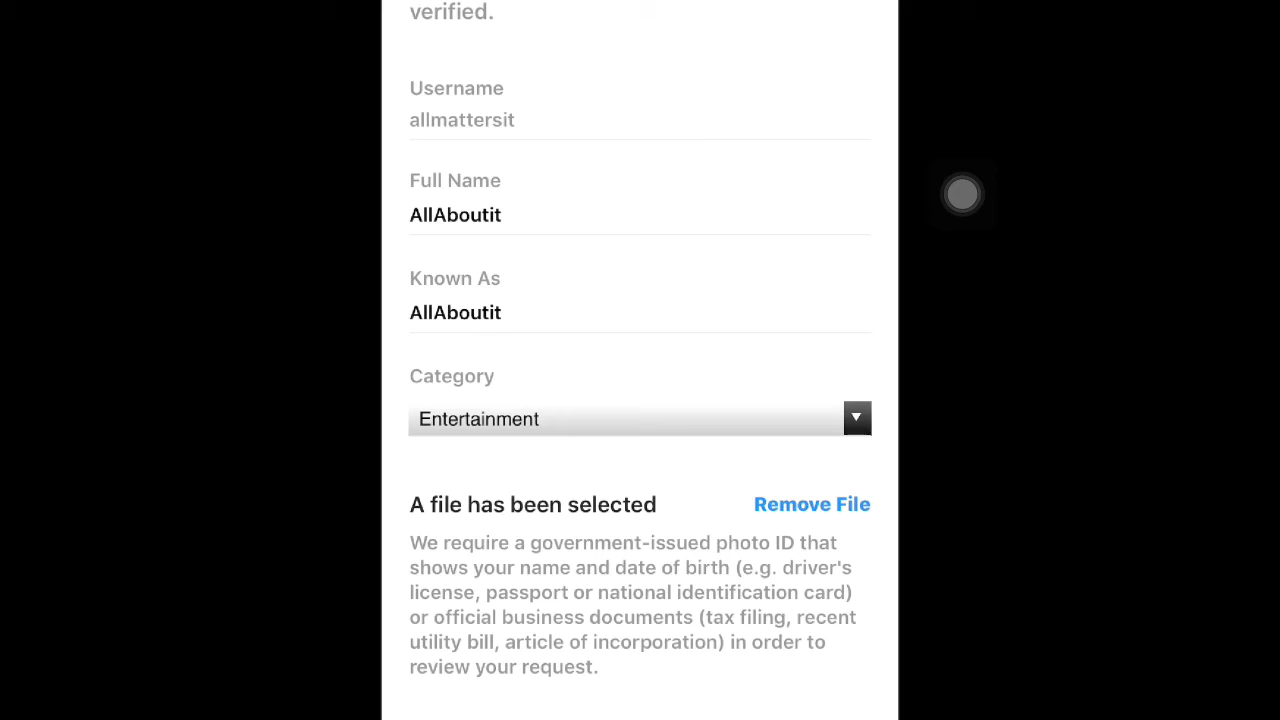 verified.
Username
allmattersit
Full Name
AllAboutit
Known As
AllAboutit
Category
Entertainment
A file has been selected
Remove File
We require a government-issued photo ID that
shows your name and date of birth (e.g. driver's
license, passport or national identification card)
or official business documents (tax filing, recent
utility bill, article of incorporation) in order to
review your request.